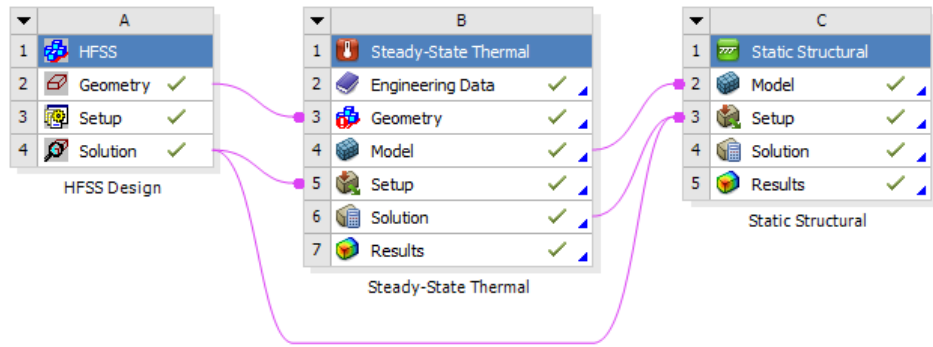 A
1 HFSS
2 Geometry
3 Setup
4 Solution
HFSS Design
B
1 Steady-State Thermal
2 Engineering Data
3 Geometry
4 Model
5 Setup
6 Solution
7 Results
Steady-State Thermal
C
1 Static Structural
2 Model
3 Setup
4 Solution
5 Results
Static Structural